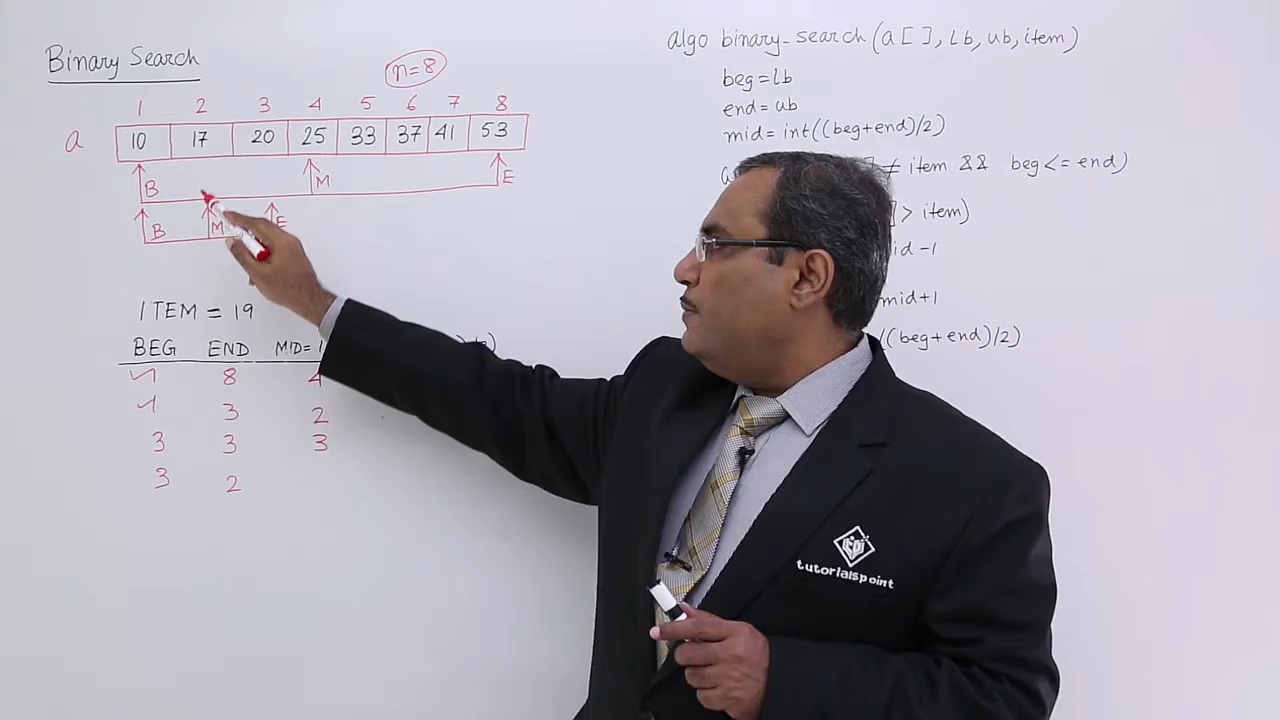 Binary Search
n=8
1 2 3 4 5 6 7 8
a 10 17 20 25 33 37 41 53
B M E
B M E
ITEM = 19
BEG END MID=
1 8 4
1 3 2
3 3 3
3 2
algo binary_search (a[], lb, ub, item)
beg=lb
end=ub
mid=int((beg+end)/2)
≠ item && beg<=end)
] > item)
mid-1
mid+1
((beg+end)/2)
tutorialspoint